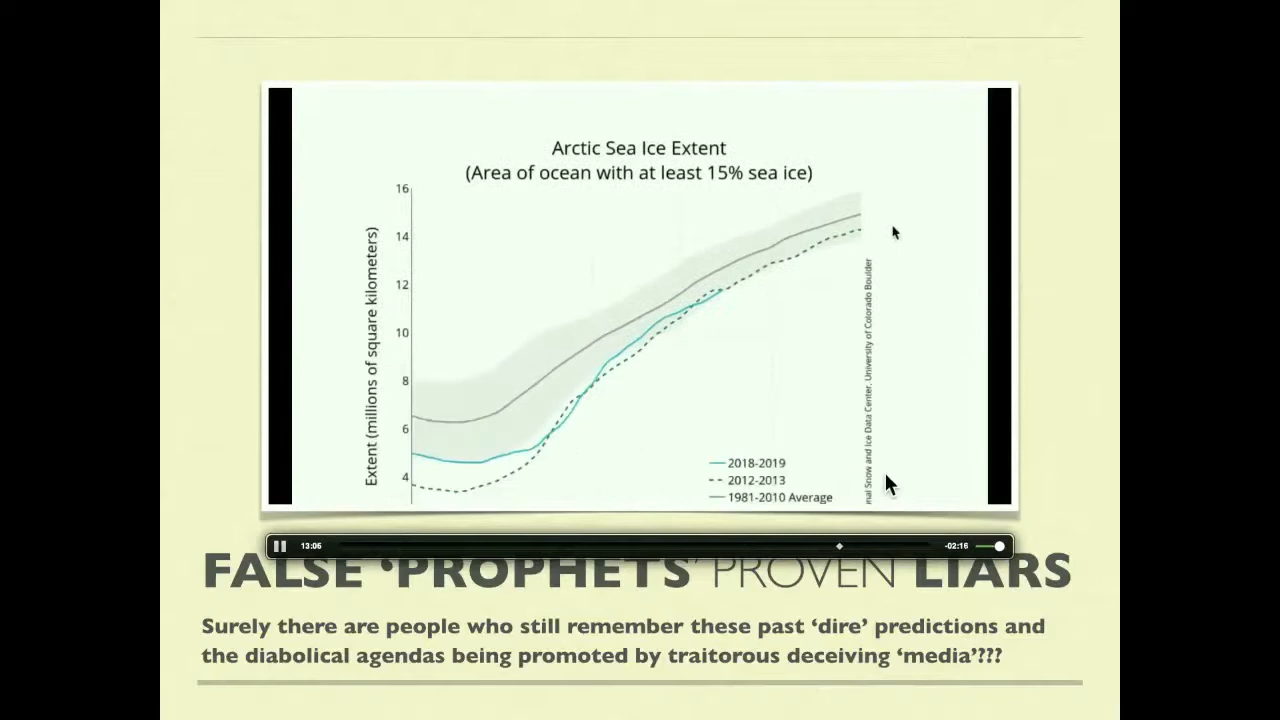 Arctic Sea Ice Extent
(Area of ocean with at least 15% sea ice)
16
14
12
10
8
6
4
Extent (millions of square kilometers)
Snow and Ice Data Center, University of Colorado Boulder
2018-2019
2012-2013
1981-2010 Average
13:06
-02:16
FALSE ‘PROPHETS’ PROVEN LIARS
Surely there are people who still remember these past ‘dire’ predictions and
the diabolical agendas being promoted by traitorous deceiving ‘media’????